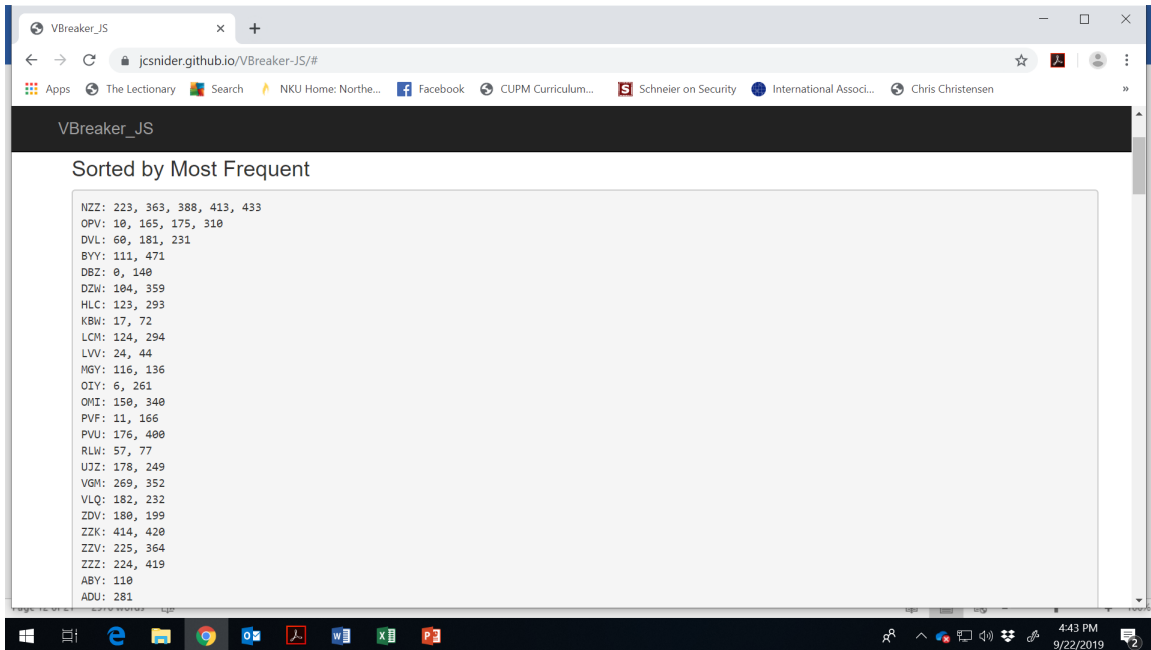 VBreaker_JS
jcsnider.github.io/VBreaker-JS/#
Apps The Lectionary Search NKU Home: Northe... Facebook CUPM Curriculum... Schneier on Security International Associ... Chris Christensen »
VBreaker_JS
Sorted by Most Frequent
NZZ: 223, 363, 388, 413, 433
OPV: 10, 165, 175, 310
DVL: 60, 181, 231
BYY: 111, 471
DBZ: 0, 140
DZW: 104, 359
HLC: 123, 293
KBW: 17, 72
LCM: 124, 294
LVV: 24, 44
MGY: 116, 136
OIY: 6, 261
OMI: 150, 340
PVF: 11, 166
PVU: 176, 400
RLW: 57, 77
UJZ: 178, 249
VGM: 269, 352
VLQ: 182, 232
ZDV: 180, 199
ZZK: 414, 420
ZZV: 225, 364
ZZZ: 224, 419
ABY: 110
ADU: 281
4:43 PM
9/22/2019
2